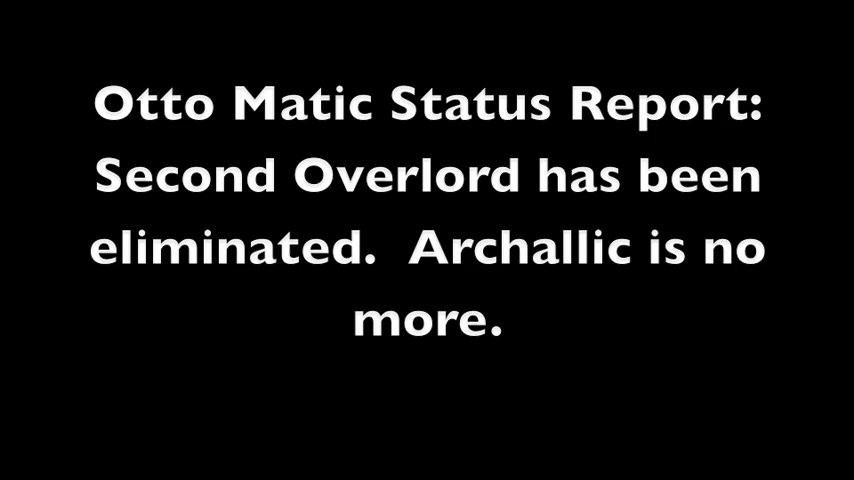 Otto Matic Status Report:
Second Overlord has been
eliminated.  Archallic is no
more.